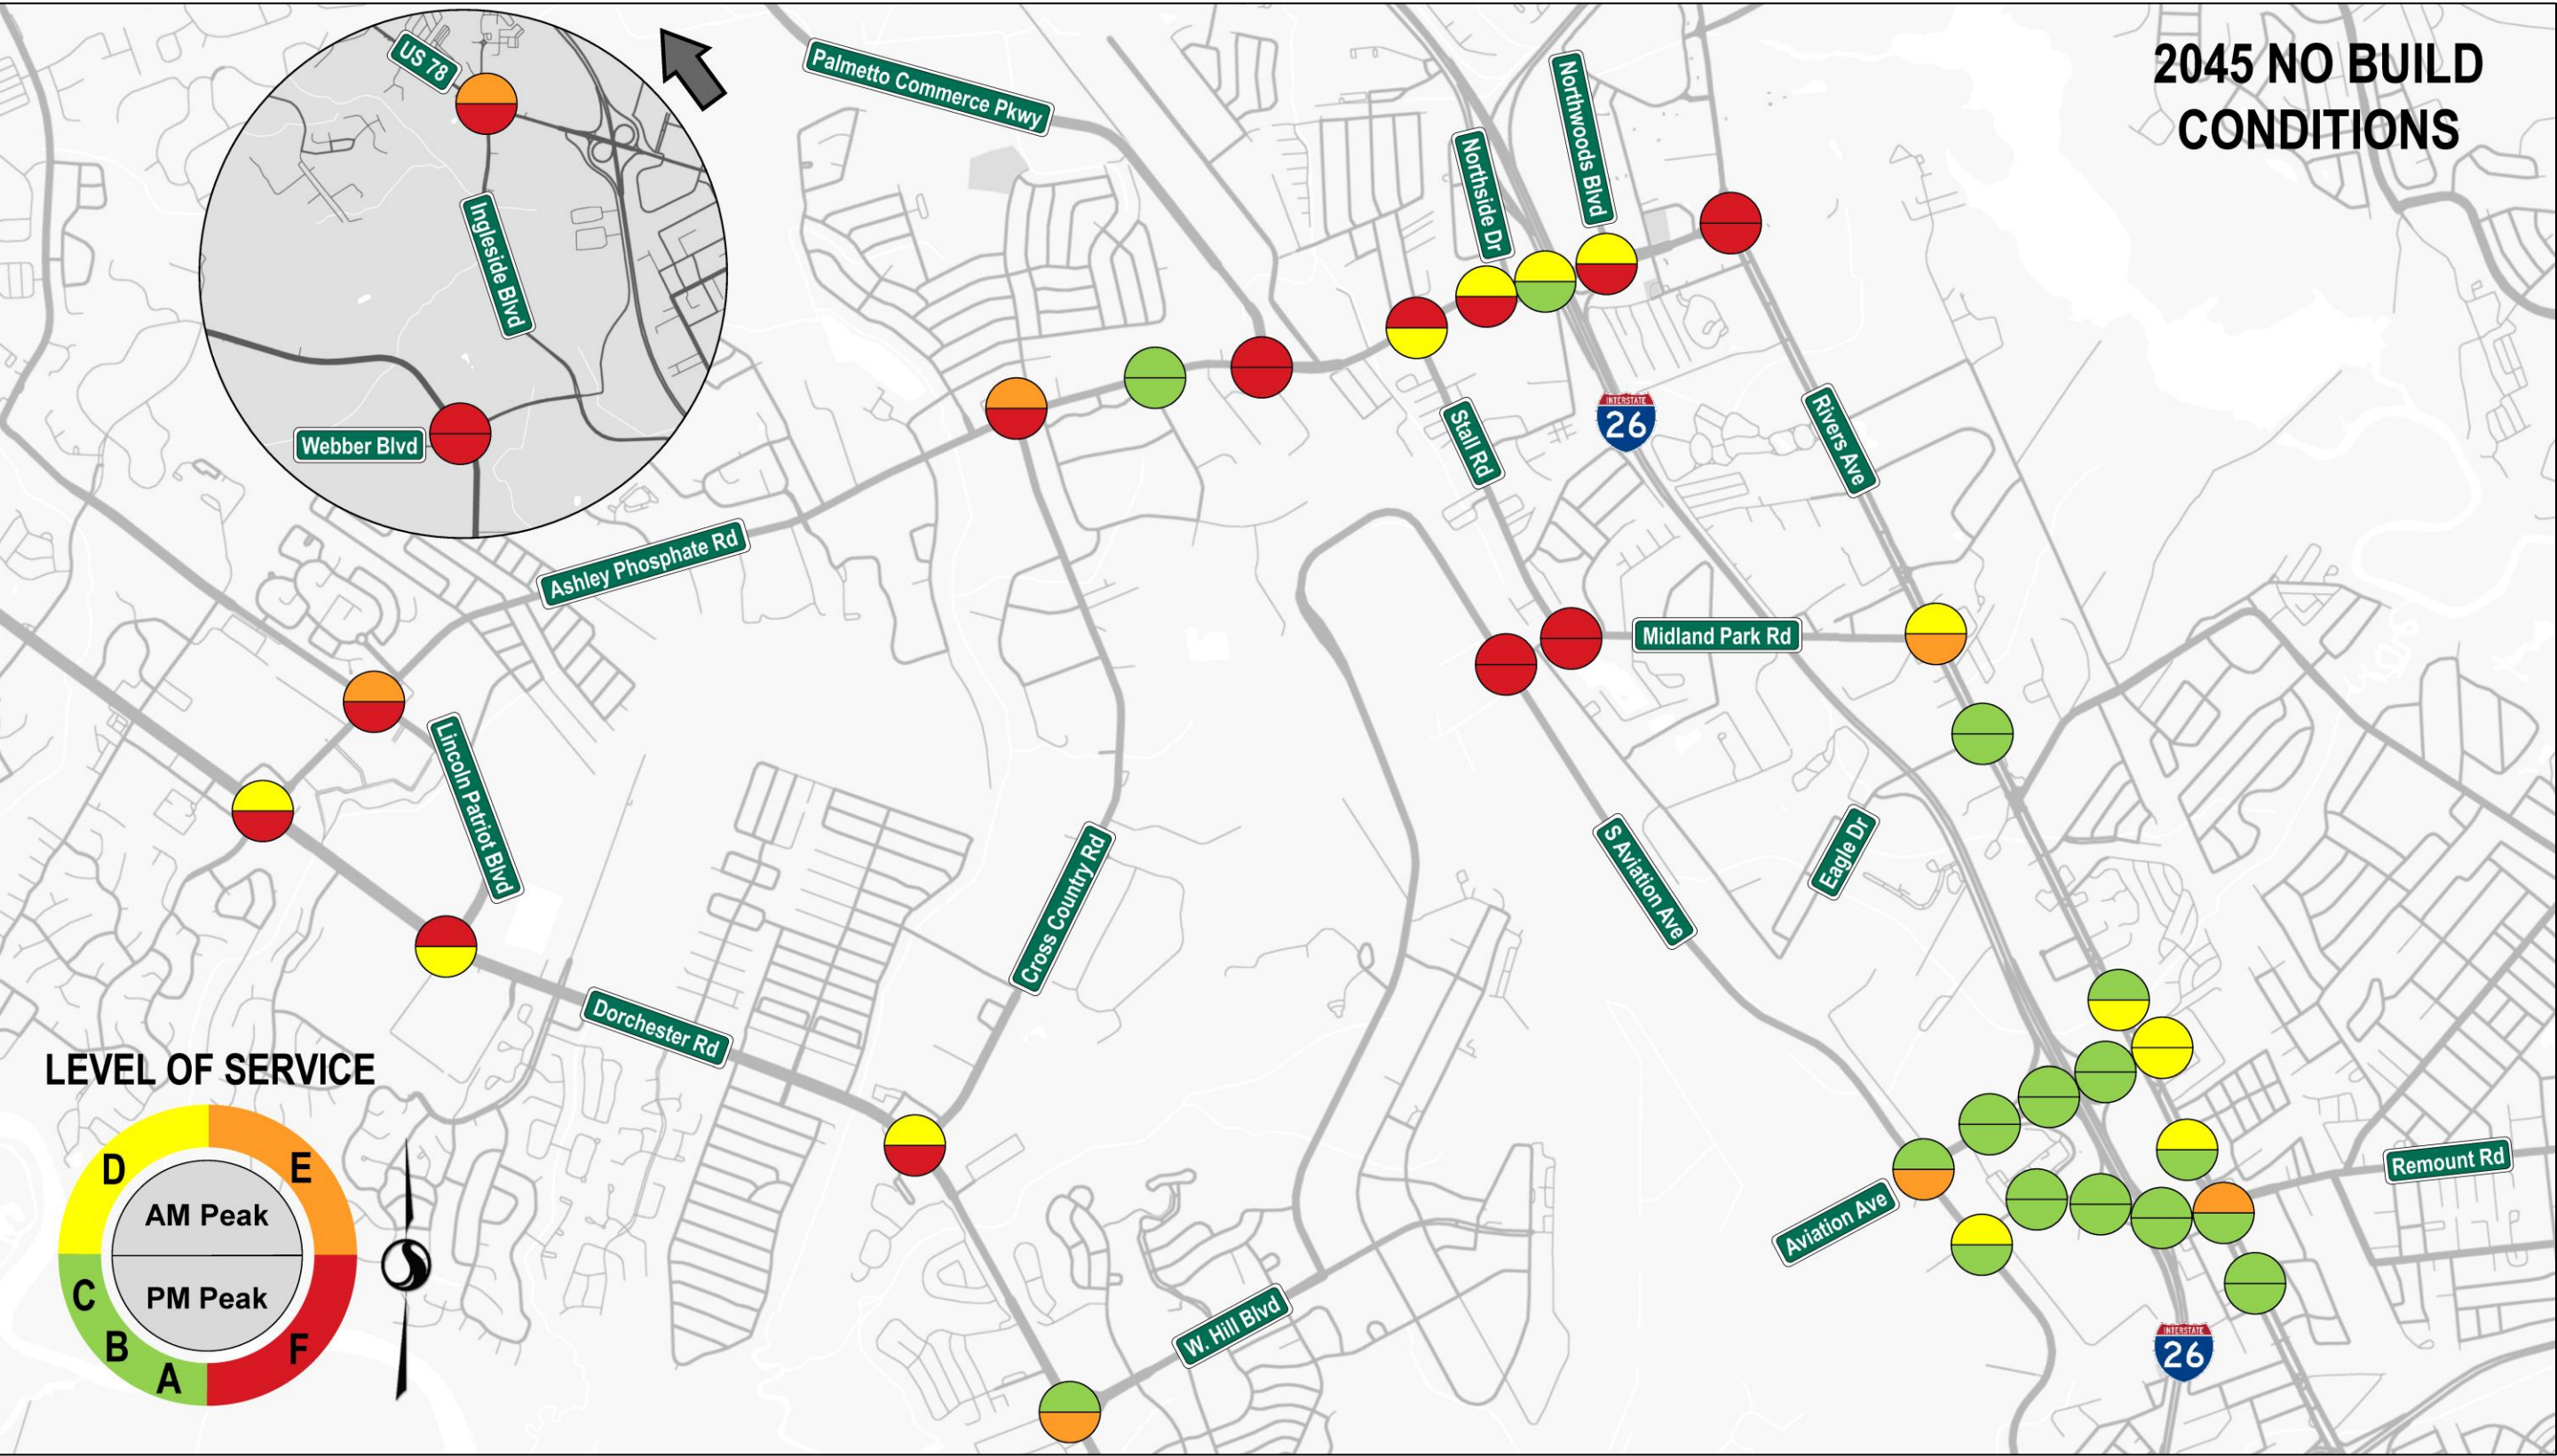 2045 NO BUILD
CONDITIONS
US 78
Palmetto Commerce Pkwy
Northwoods Blvd
Northside Dr
Ingleside Blvd
INTERSTATE
26
Rivers Ave
Stall Rd
Webber Blvd
Ashley Phosphate Rd
Midland Park Rd
Lincoln Patriot Blvd
S Aviation Ave
Eagle Dr
Cross Country Rd
Dorchester Rd
LEVEL OF SERVICE
D
E
AM Peak
PM Peak
C
B
A
F
Remount Rd
Aviation Ave
W. Hill Blvd
INTERSTATE
26